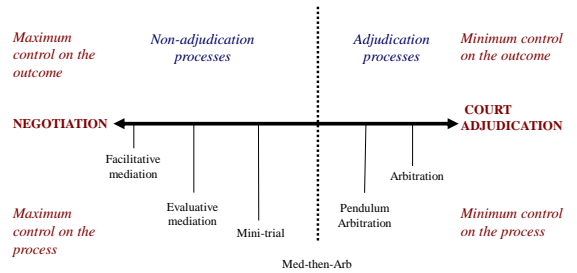 Maximum
control on the
outcome
Non-adjudication
processes
Adjudication
processes
Minimum control
on the outcome
NEGOTIATION
COURT
ADJUDICATION
Facilitative
mediation
Evaluative
mediation
Mini-trial
Pendulum
Arbitration
Arbitration
Maximum
control on the
process
Minimum control
on the process
Med-then-Arb